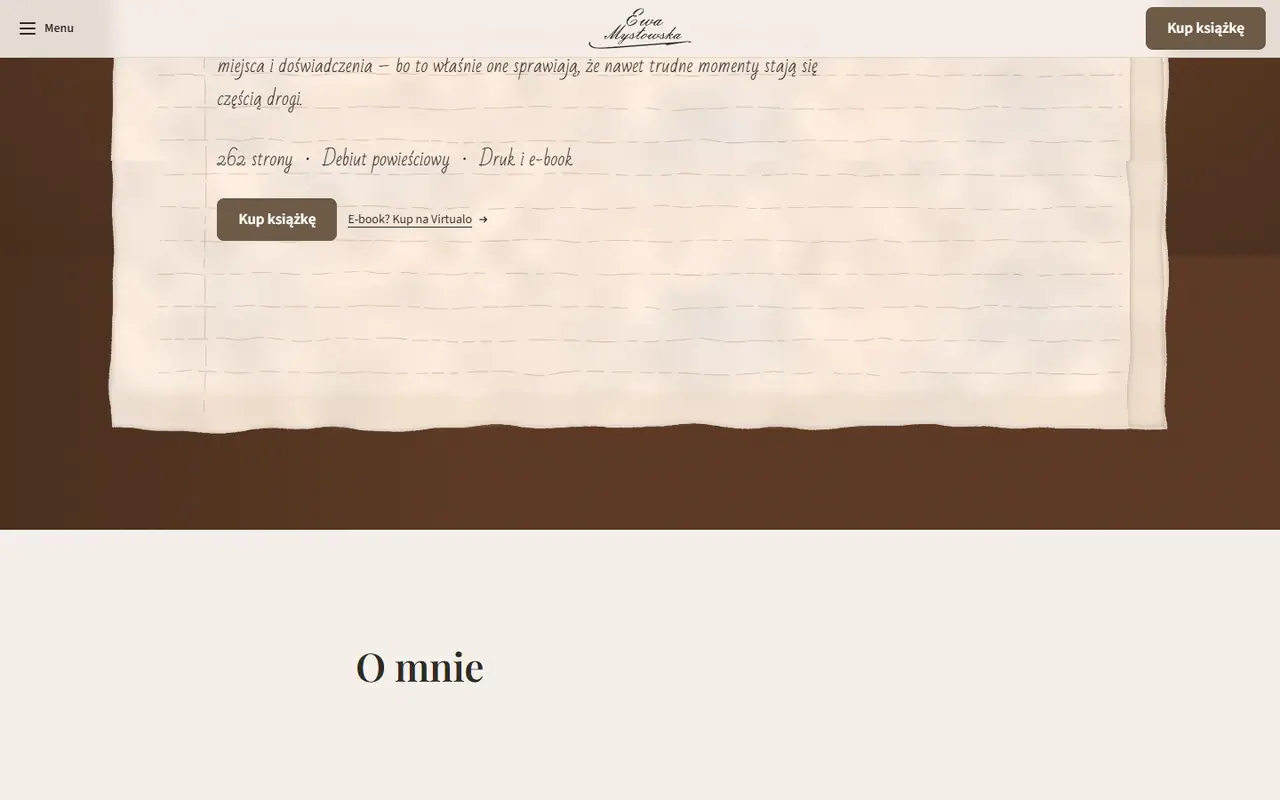 Menu
Ewa
Mysłowska
Kup książkę
miejsca i doświadczenia – bo to właśnie one sprawiają, że nawet trudne momenty stają się
częścią drogi.
262 strony · Debiut powieściowy · Druk i e-book
Kup książkę
E-book? Kup na Virtualo →
O mnie